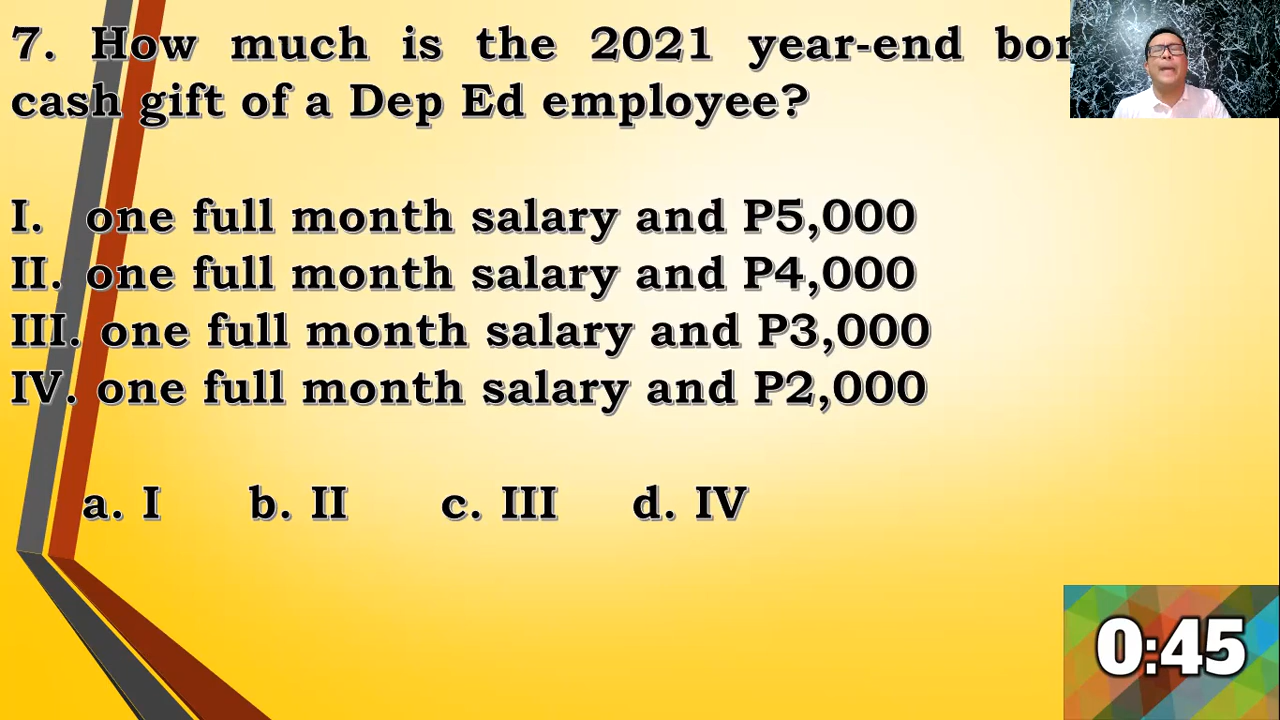 7. How much is the 2021 year-end
cash gift of a Dep Ed employee?
I. one full month salary and P5,000
II. one full month salary and P4,000
III. one full month salary and P3,000
IV. one full month salary and P2,000
a. I b. II c. III d. IV
0:45